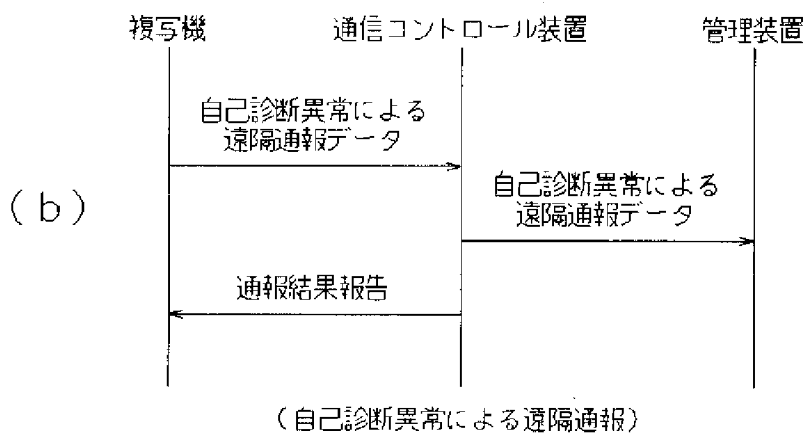 複写機 通信コントロール装置 管理装置
自己診断異常による
遠隔通報データ
(b)
自己診断異常による
遠隔通報データ
通報結果報告
(自己診断異常による遠隔通報)